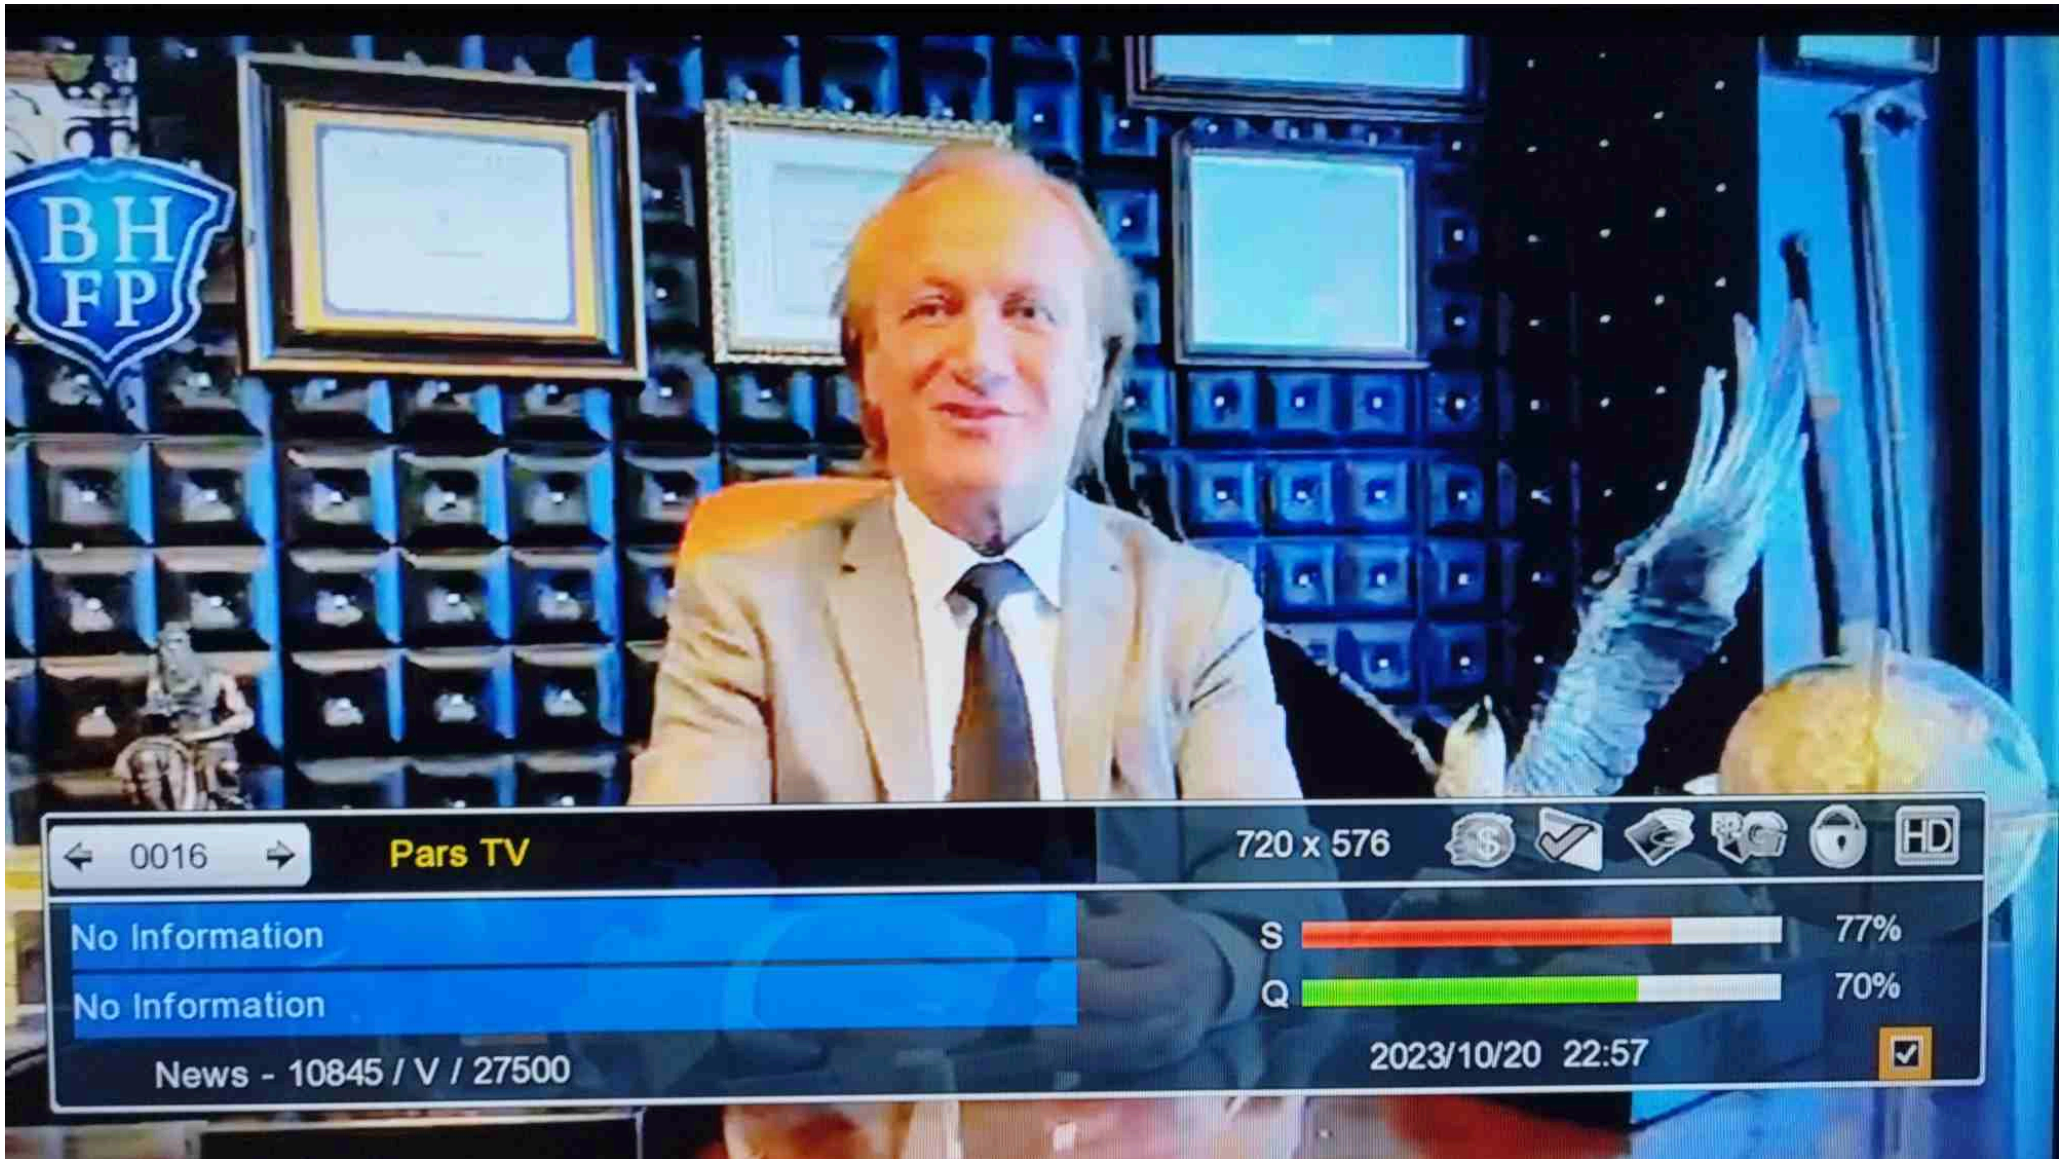 BH
FP
0016
Pars TV
720 x 576
HD
No Information
No Information
S
77%
Q
70%
News - 10845 / V / 27500
2023/10/20 22:57